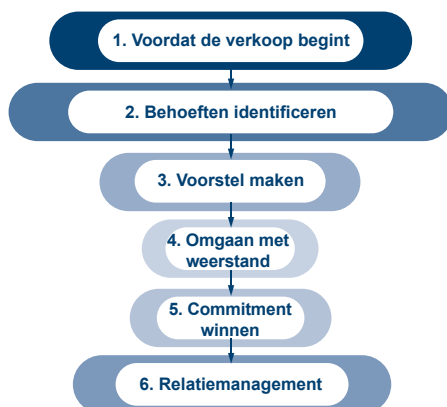 1. Voordat de verkoop begint
2. Behoeften identificeren
3. Voorstel maken
4. Omgaan met
weerstand
5. Commitment
winnen
6. Relatiemanagement